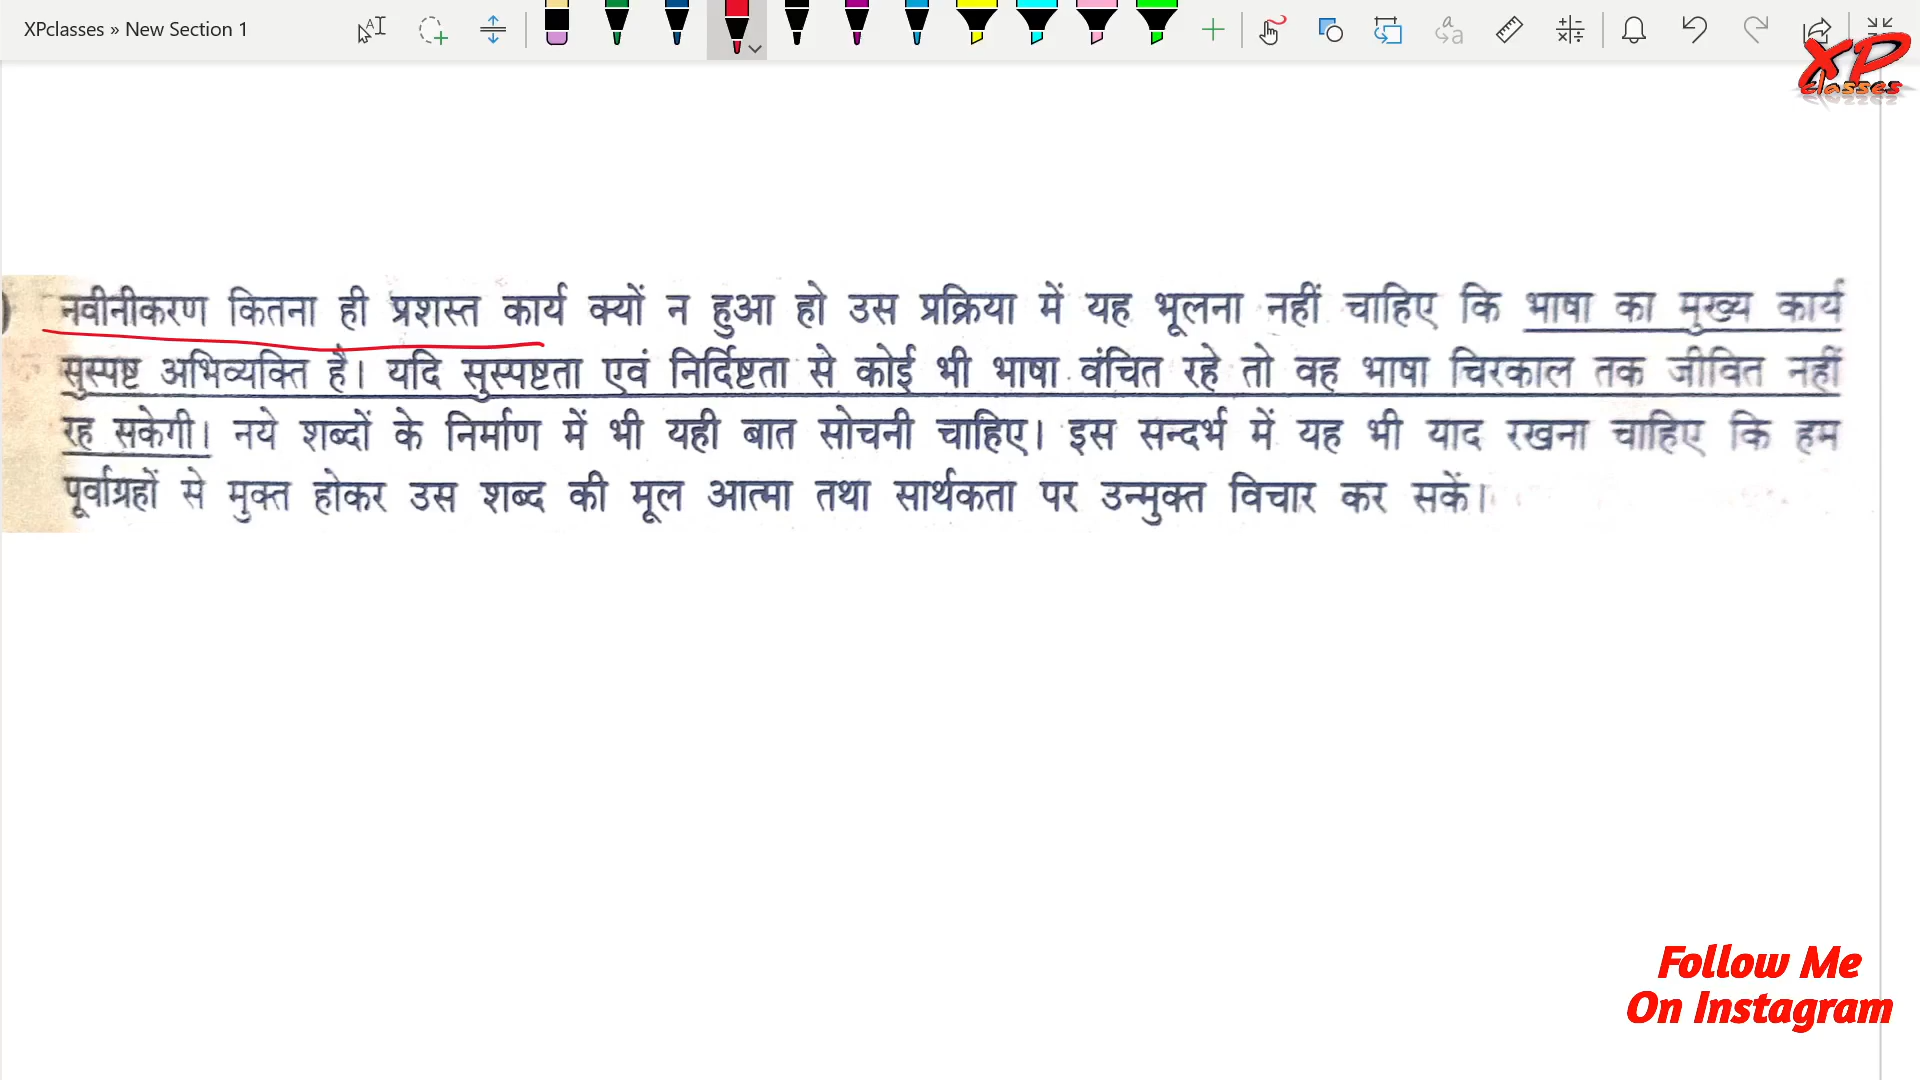 XPclasses » New Section 1
XP
classes
नवीनीकरण कितना ही प्रशस्त कार्य क्यों न हुआ हो उस प्रक्रिया में यह भूलना नहीं चाहिए कि भाषा का मुख्य कार्य
सुस्पष्ट अभिव्यक्ति है। यदि सुस्पष्टता एवं निर्दिष्टता से कोई भी भाषा वंचित रहे तो वह भाषा चिरकाल तक जीवित नहीं
रह सकेगी। नये शब्दों के निर्माण में भी यही बात सोचनी चाहिए। इस सन्दर्भ में यह भी याद रखना चाहिए कि हम
पूर्वाग्रहों से मुक्त होकर उस शब्द की मूल आत्मा तथा सार्थकता पर उन्मुक्त विचार कर सकें।
Follow Me
On Instagram